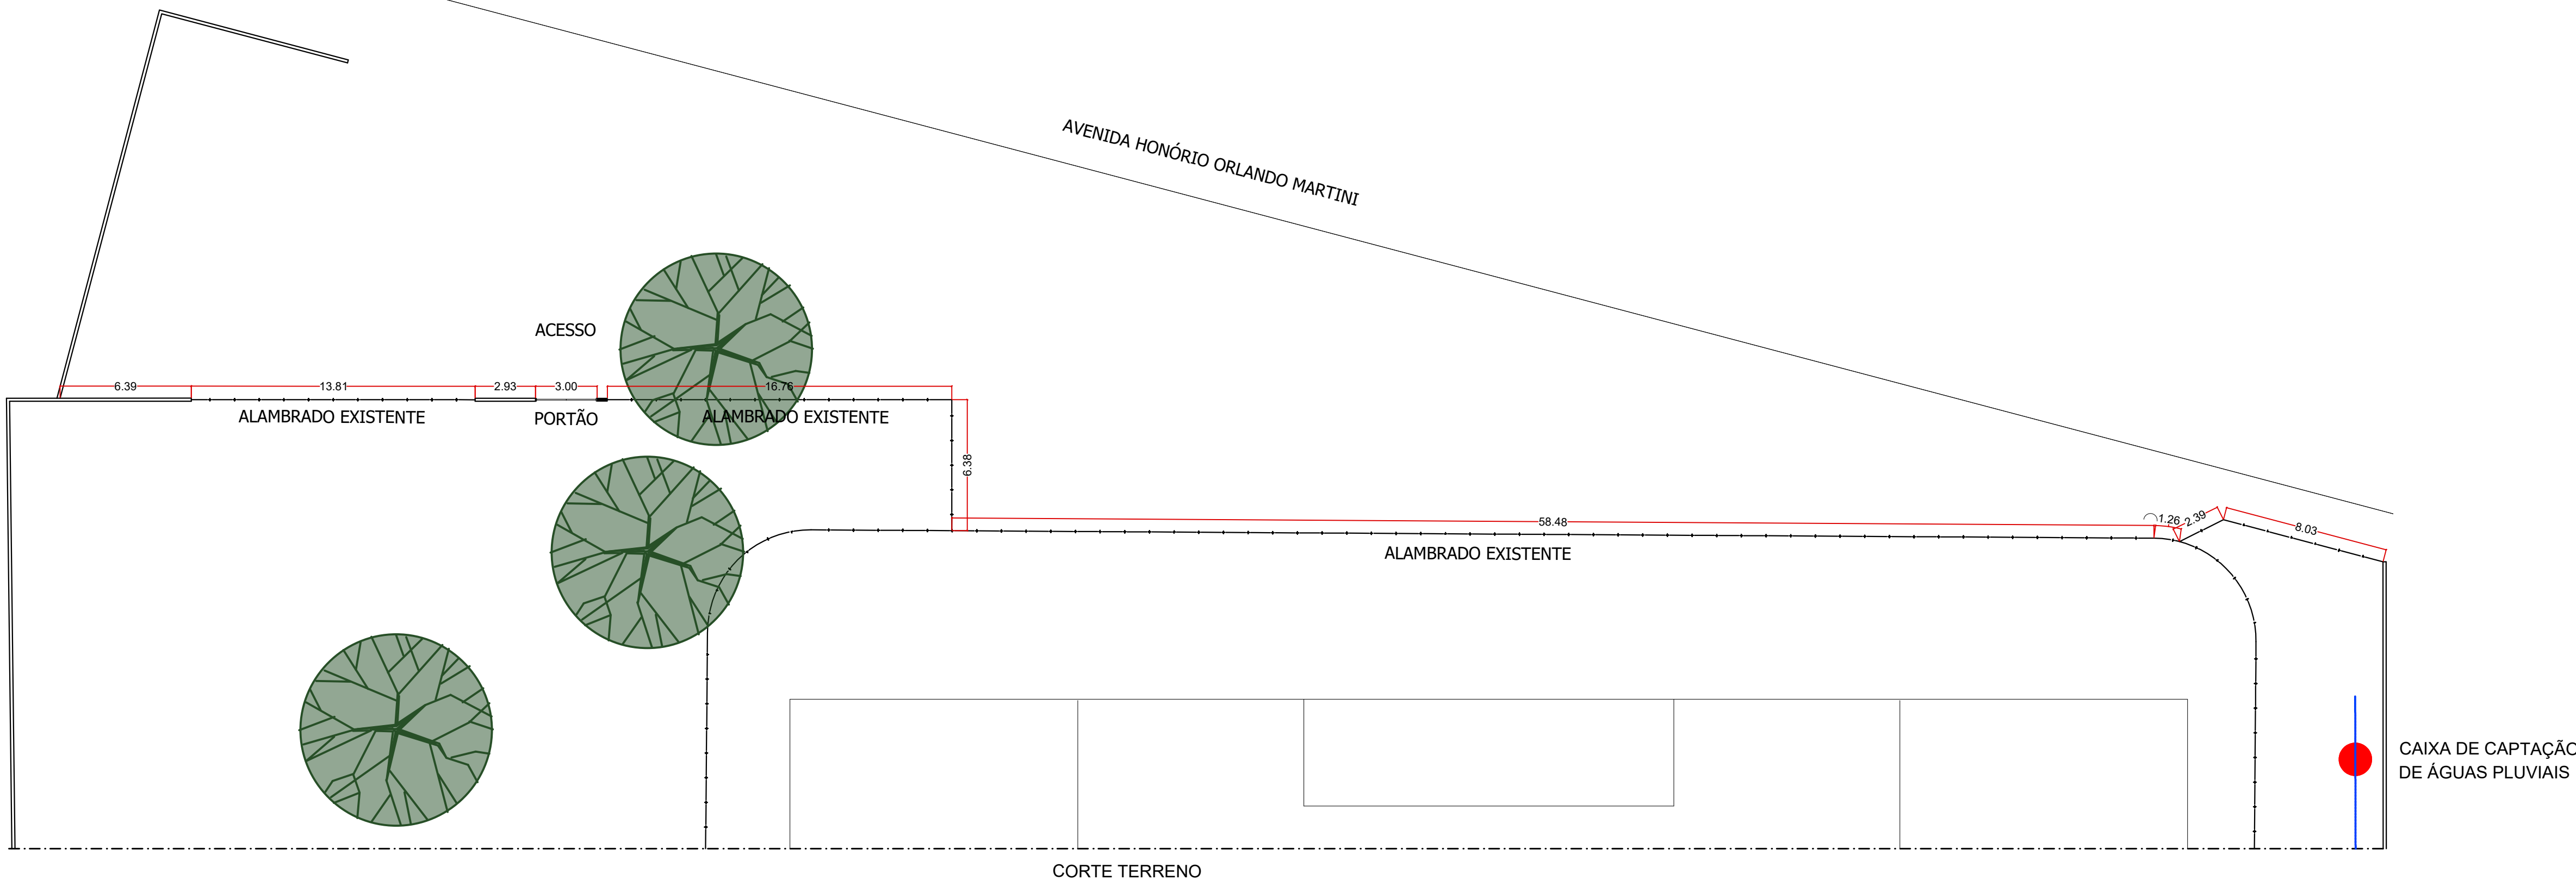 AVENIDA HONÓRIO ORLANDO MARTINI
ACESSO
6.39
13.81
2.93
3.00
16.76
ALAMBRADO EXISTENTE
PORTÃO
ALAMBRADO EXISTENTE
6.38
58.48
1.26
2.39
8.03
ALAMBRADO EXISTENTE
CAIXA DE CAPTAÇÃO
DE ÁGUAS PLUVIAIS
CORTE TERRENO